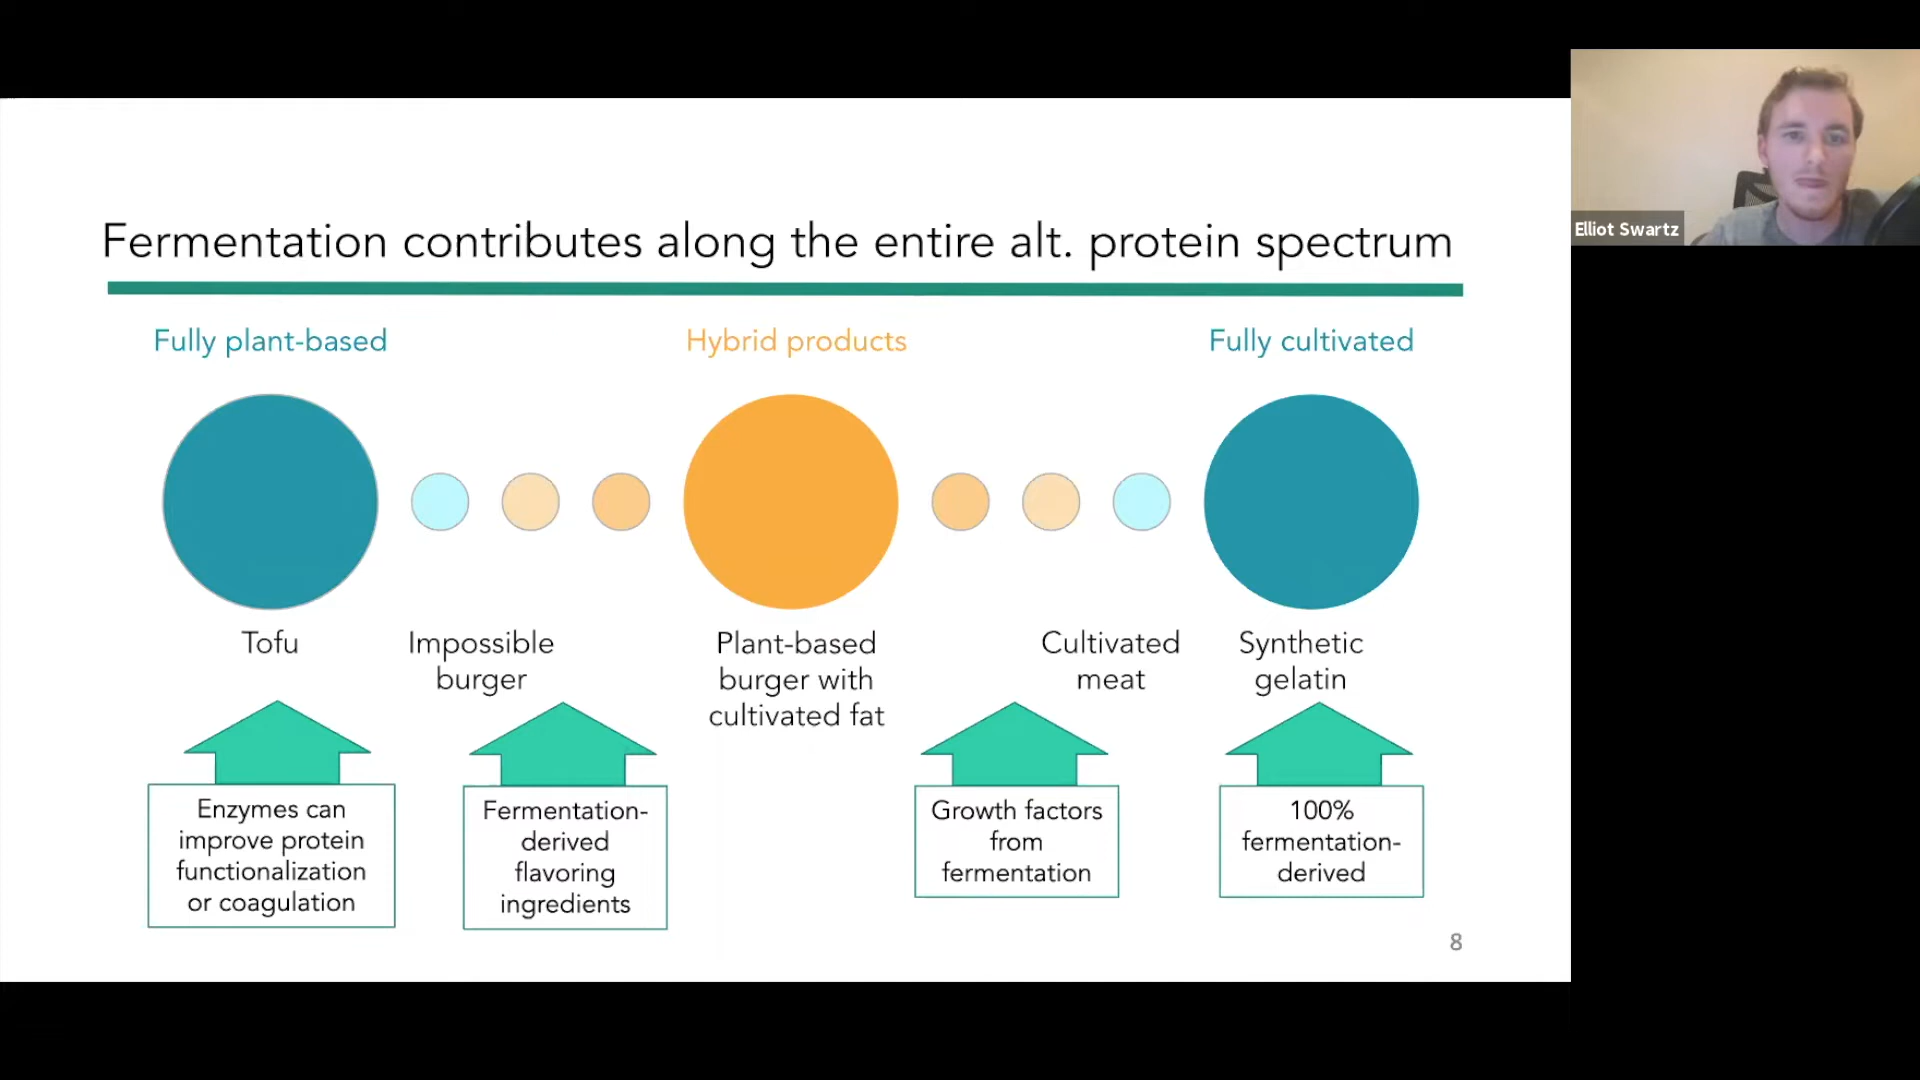 Fermentation contributes along the entire alt. protein spectrum
Fully plant-based
Hybrid products
Fully cultivated
Tofu
Impossible
burger
Plant-based
burger with
cultivated fat
Cultivated
meat
Synthetic
gelatin
Enzymes can
improve protein
functionalization
or coagulation
Fermentation-
derived
flavoring
ingredients
Growth factors
from
fermentation
100%
fermentation-
derived
8
Elliot Swartz